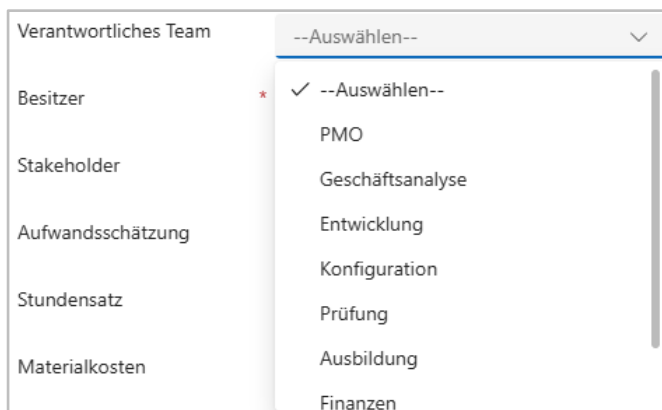 Verantwortliches Team
--Auswählen--
Besitzer *
--Auswählen--
PMO
Stakeholder
Geschäftsanalyse
Aufwandsschätzung
Entwicklung
Konfiguration
Stundensatz
Prüfung
Materialkosten
Ausbildung
Finanzen